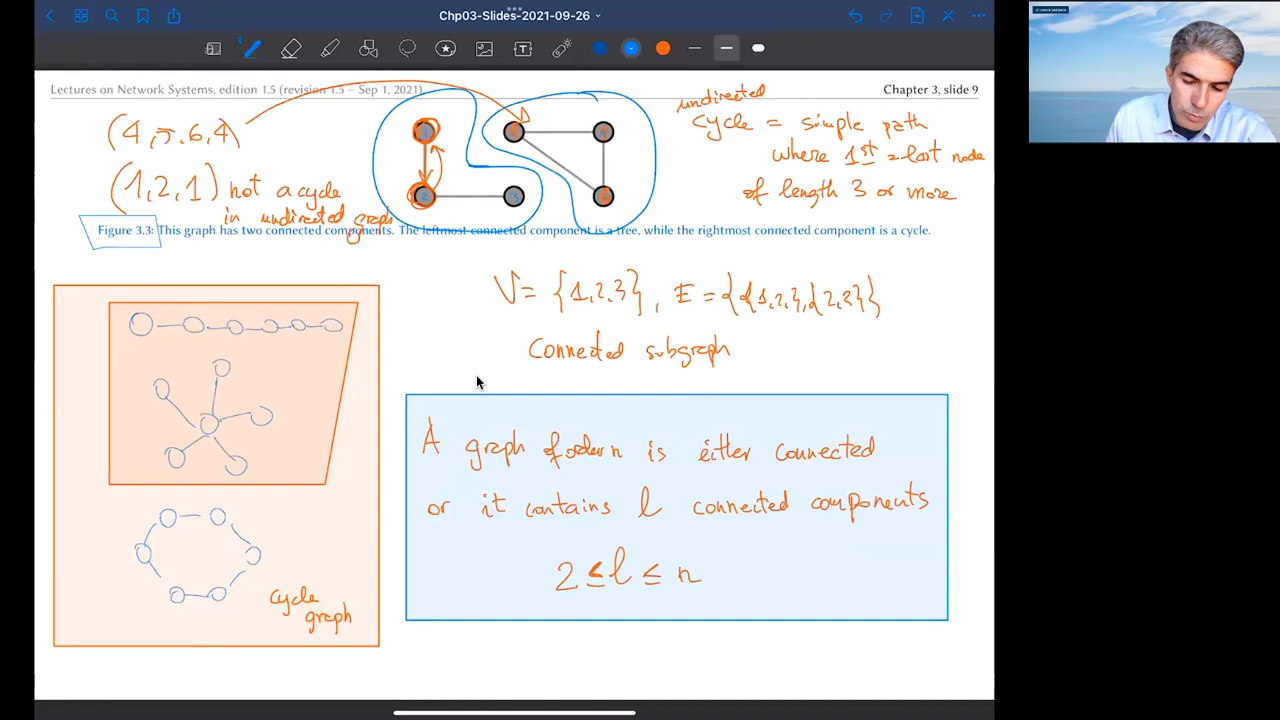 Chp03-Slides-2021-09-26
Lectures on Network Systems, edition 1.5 (revision 1.5 – Sep 1, 2021)
Chapter 3, slide 9
(4,5,6,4)
(1,2,1) not a cycle
in undirected graph
undirected
cycle = simple path
where 1st = last node
of length 3 or more
Figure 3.3: This graph has two connected components. The leftmost connected component is a tree, while the rightmost connected component is a cycle.
V = {1,2,3}, E = {{1,2},{2,3}}
Connected subgraph
A graph of order n is either connected
or it contains l connected components
2 ≤ l ≤ n
cycle
graph